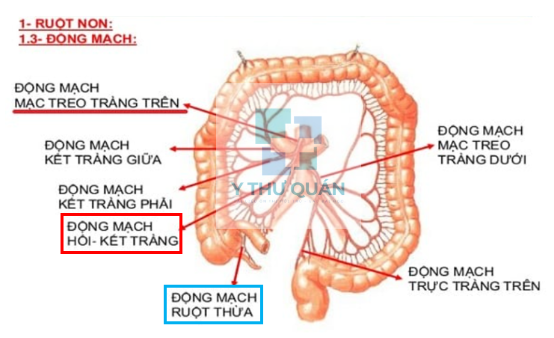 1- RUỘT NON:
1.3- ĐỘNG MẠCH:
ĐỘNG MẠCH
MẠC TREO TRÀNG TRÊN
ĐỘNG MẠCH
KẾT TRÀNG GIỮA
ĐỘNG MẠCH
KẾT TRÀNG PHẢI
ĐỘNG MẠCH
HỒI- KẾT TRÀNG
ĐỘNG MẠCH
RUỘT THỪA
ĐỘNG MẠCH
MẠC TREO
TRÀNG DƯỚI
ĐỘNG MẠCH
TRỰC TRÀNG TRÊN
Y THƯ QUÁN